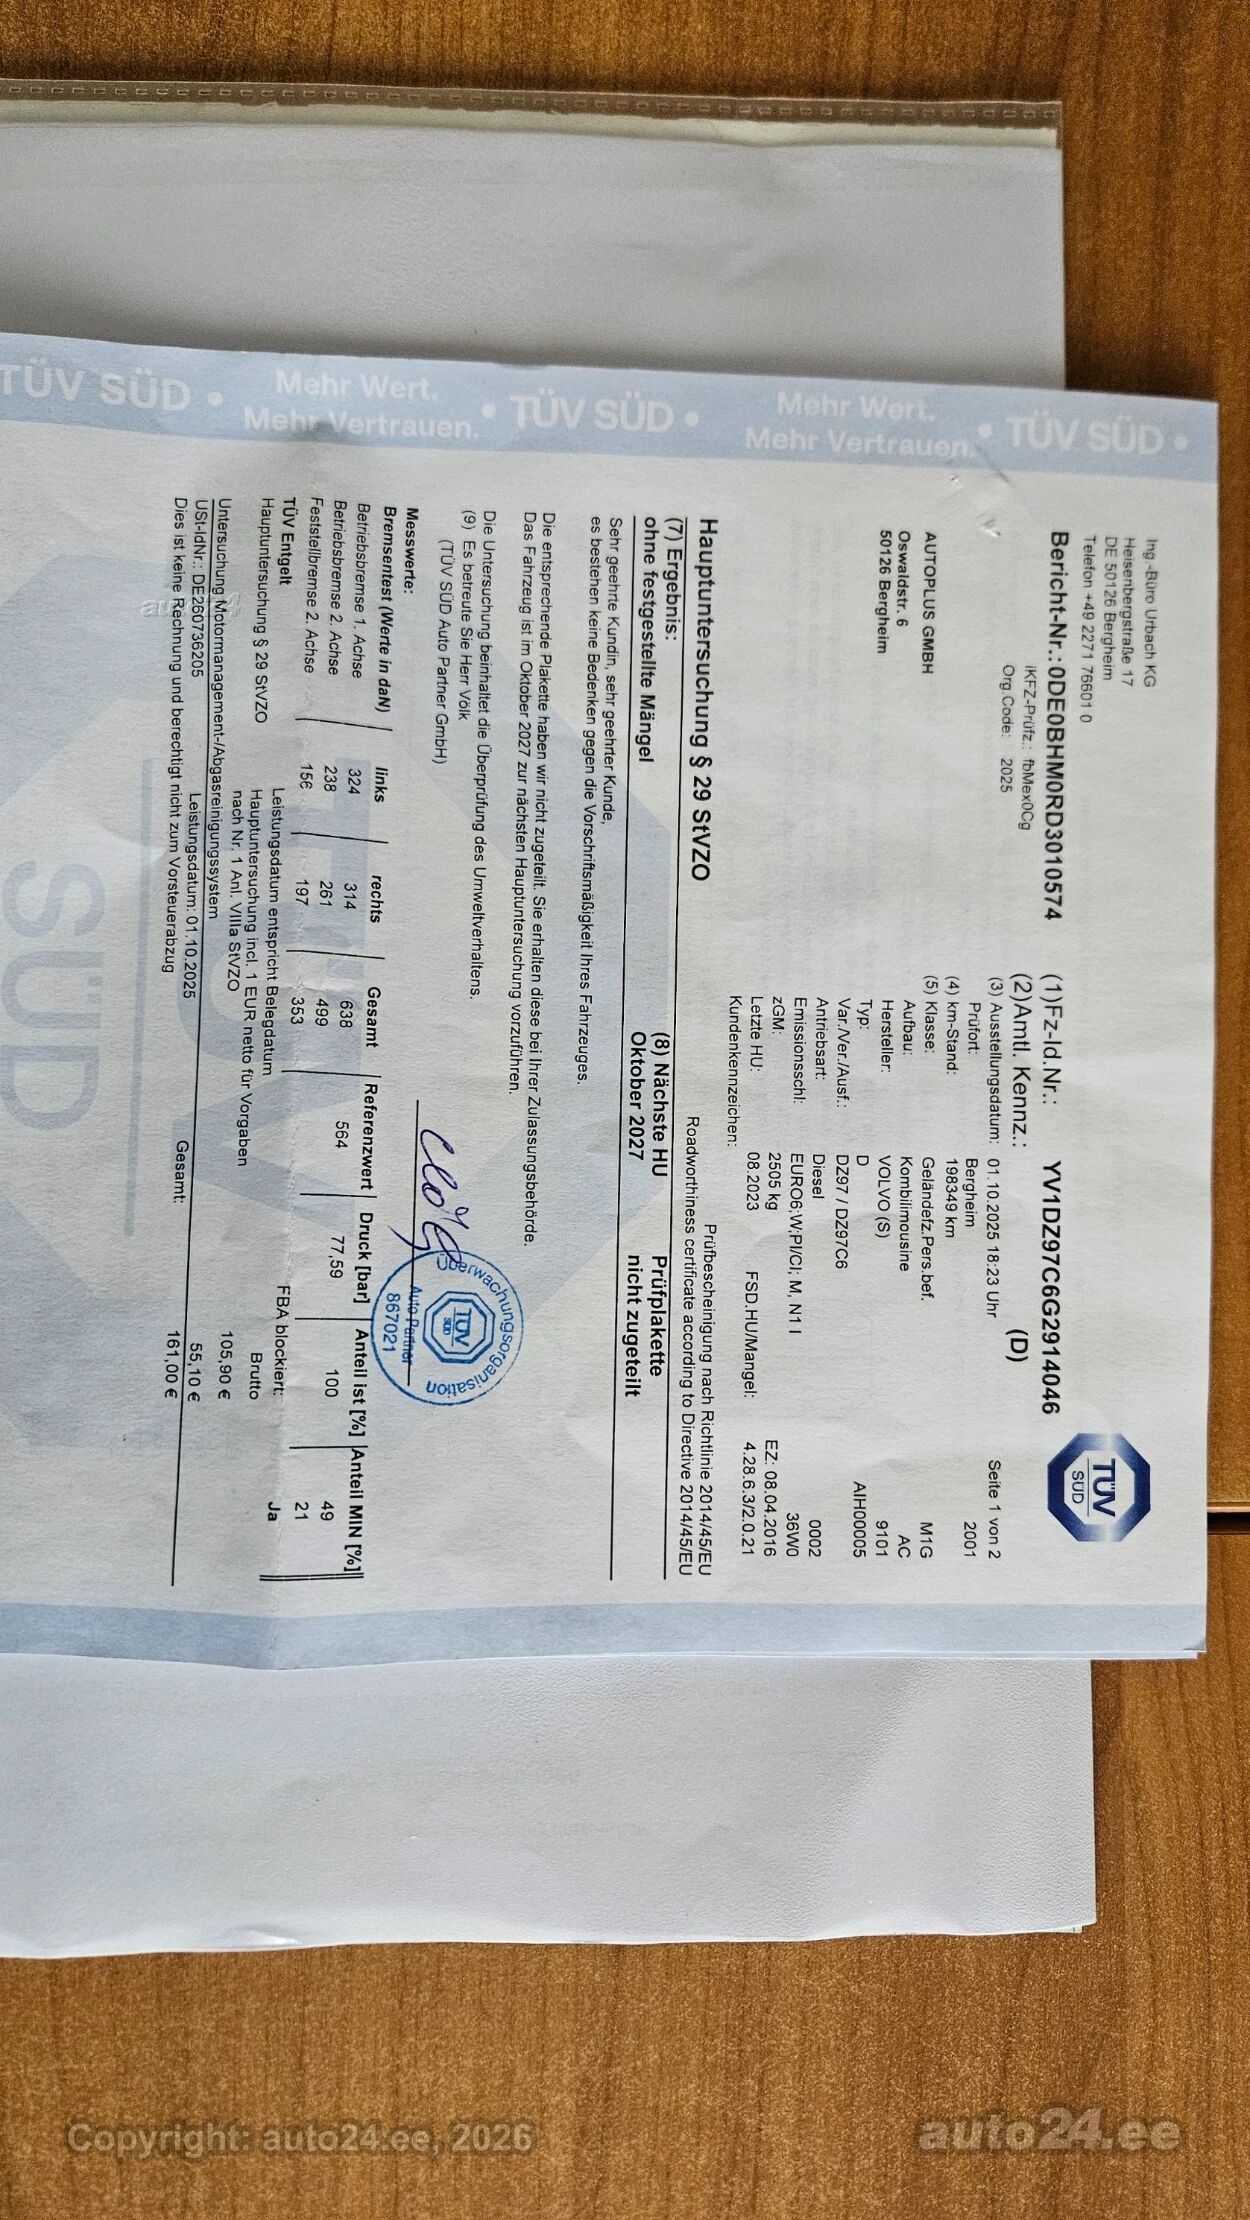 TÜV SÜD • Mehr Wert. Mehr Vertrauen. • TÜV SÜD • Mehr Wert. Mehr Vertrauen. • TÜV SÜD •
Ing.-Büro Urbach KG
Heisenbergstraße 17
DE 50126 Bergheim
Telefon +49 2271 76601 0
TÜV SÜD
Bericht-Nr.: 0DE0BHM0RD3010574
iKFZ-Prüfz.: fbMex0Cg
Org.Code: 2025
AUTOPLUS GMBH
Oswaldstr. 6
50126 Bergheim
Seite 1 von 2
(1)Fz-Id.Nr.: YV1DZ97C6G2914046
(2)Amtl. Kennz.: (D)
(3) Ausstellungsdatum: 01.10.2025 18:23 Uhr
Prüfort: Bergheim 2001
(4) km-Stand: 198349 km
(5) Klasse: Geländefz.Pers.bef. M1G
Aufbau: Kombilimousine AC
Hersteller: VOLVO (S) 9101
Typ: D AIH00005
Var./Ver./Ausf.: DZ97 / DZ97C6
Antriebsart: Diesel 0002
Emissionsschl: EURO6;W;PI/CI; M, N1 I 36W0
zGM: 2505 kg EZ: 08.04.2016
Letzte HU: 08.2023 FSD.HU/Mangel: 4.28.6.3/2.0.21
Kundenkennzeichen:
Hauptuntersuchung § 29 StVZO
Prüfbescheinigung nach Richtlinie 2014/45/EU
Roadworthiness certificate according to Directive 2014/45/EU
(7) Ergebnis: (8) Nächste HU Prüfplakette
ohne festgestellte Mängel Oktober 2027 nicht zugeteilt
Sehr geehrte Kundin, sehr geehrter Kunde,
es bestehen keine Bedenken gegen die Vorschriftsmäßigkeit Ihres Fahrzeuges.
Die entsprechende Plakette haben wir nicht zugeteilt. Sie erhalten diese bei Ihrer Zulassungsbehörde.
Das Fahrzeug ist im Oktober 2027 zur nächsten Hauptuntersuchung vorzuführen.
Die Untersuchung beinhaltet die Überprüfung des Umweltverhaltens.
(9) Es betreute Sie Herr Völk
(TÜV SÜD Auto Partner GmbH)
Überwachungsorganisation
TÜV SÜD
Auto Partner
867021
Messwerte:
Bremsentest (Werte in daN) links rechts Gesamt Referenzwert Druck [bar] Anteil ist [%] Anteil MIN [%]
Betriebsbremse 1. Achse 324 314 638
Betriebsbremse 2. Achse 238 261 499 564 77,59 100 49
Feststellbremse 2. Achse 156 197 353 21
FBA blockiert: Ja
TÜV Entgelt Leistungsdatum entspricht Belegdatum Brutto
Hauptuntersuchung § 29 StVZO Hauptuntersuchung incl. 1 EUR netto für Vorgaben
nach Nr. 1 Anl. VIIIa StVZO 105,90 €
Untersuchung Motormanagement-/Abgasreinigungssystem
USt-IdNr.: DE260736205 Leistungsdatum: 01.10.2025 55,10 €
Dies ist keine Rechnung und berechtigt nicht zum Vorsteuerabzug Gesamt: 161,00 €
auto24
SÜD
Copyright: auto24.ee, 2026
auto24.ee